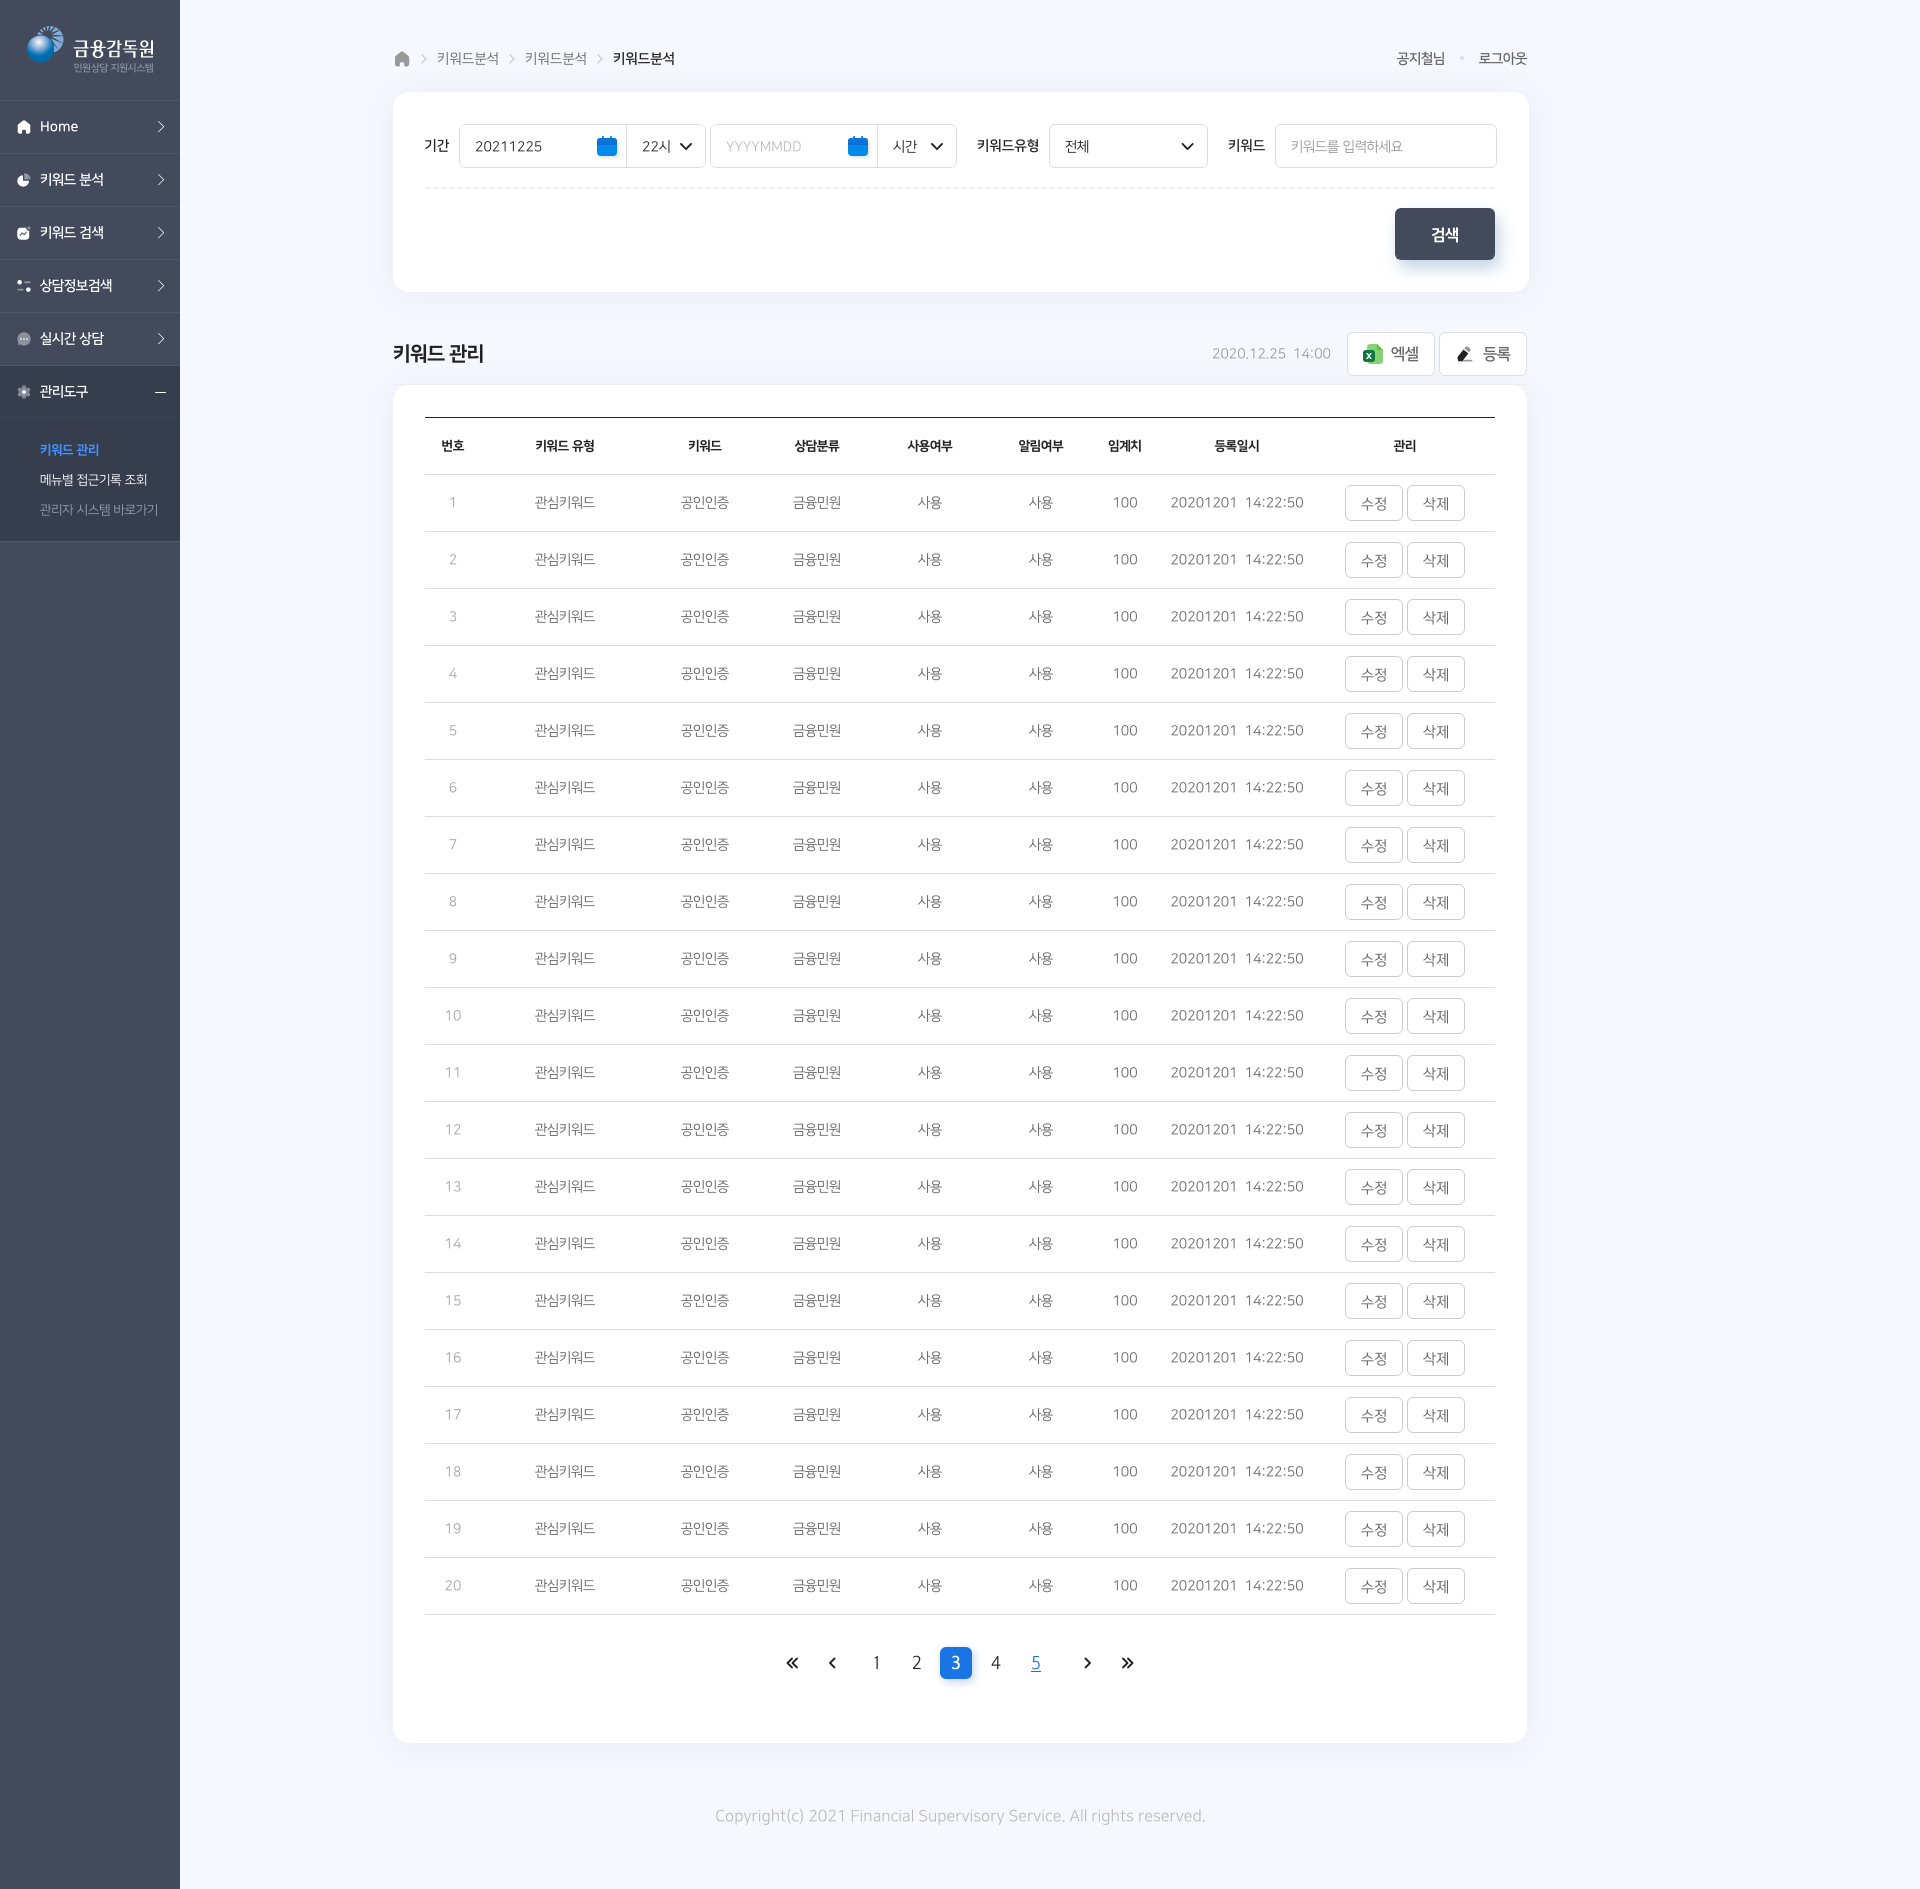 금융감독원
민원상담 지원시스템
Home
키워드 분석
키워드 검색
상담정보검색
실시간 상담
관리도구
키워드 관리
메뉴별 접근기록 조회
관리자 시스템 바로가기
키워드분석 키워드분석 키워드분석 공지철님 로그아웃
기간 20211225 22시 YYYYMMDD 시간 키워드유형 전체 키워드 키워드를 입력하세요
검색
키워드 관리 2020.12.25 14:00 엑셀 등록
번호 키워드 유형 키워드 상담분류 사용여부 알림여부 임계치 등록일시 관리
1 관심키워드 공인인증 금융민원 사용 사용 100 20201201 14:22:50 수정 삭제
2 관심키워드 공인인증 금융민원 사용 사용 100 20201201 14:22:50 수정 삭제
3 관심키워드 공인인증 금융민원 사용 사용 100 20201201 14:22:50 수정 삭제
4 관심키워드 공인인증 금융민원 사용 사용 100 20201201 14:22:50 수정 삭제
5 관심키워드 공인인증 금융민원 사용 사용 100 20201201 14:22:50 수정 삭제
6 관심키워드 공인인증 금융민원 사용 사용 100 20201201 14:22:50 수정 삭제
7 관심키워드 공인인증 금융민원 사용 사용 100 20201201 14:22:50 수정 삭제
8 관심키워드 공인인증 금융민원 사용 사용 100 20201201 14:22:50 수정 삭제
9 관심키워드 공인인증 금융민원 사용 사용 100 20201201 14:22:50 수정 삭제
10 관심키워드 공인인증 금융민원 사용 사용 100 20201201 14:22:50 수정 삭제
11 관심키워드 공인인증 금융민원 사용 사용 100 20201201 14:22:50 수정 삭제
12 관심키워드 공인인증 금융민원 사용 사용 100 20201201 14:22:50 수정 삭제
13 관심키워드 공인인증 금융민원 사용 사용 100 20201201 14:22:50 수정 삭제
14 관심키워드 공인인증 금융민원 사용 사용 100 20201201 14:22:50 수정 삭제
15 관심키워드 공인인증 금융민원 사용 사용 100 20201201 14:22:50 수정 삭제
16 관심키워드 공인인증 금융민원 사용 사용 100 20201201 14:22:50 수정 삭제
17 관심키워드 공인인증 금융민원 사용 사용 100 20201201 14:22:50 수정 삭제
18 관심키워드 공인인증 금융민원 사용 사용 100 20201201 14:22:50 수정 삭제
19 관심키워드 공인인증 금융민원 사용 사용 100 20201201 14:22:50 수정 삭제
20 관심키워드 공인인증 금융민원 사용 사용 100 20201201 14:22:50 수정 삭제
1 2 3 4 5
Copyright(c) 2021 Financial Supervisory Service. All rights reserved.